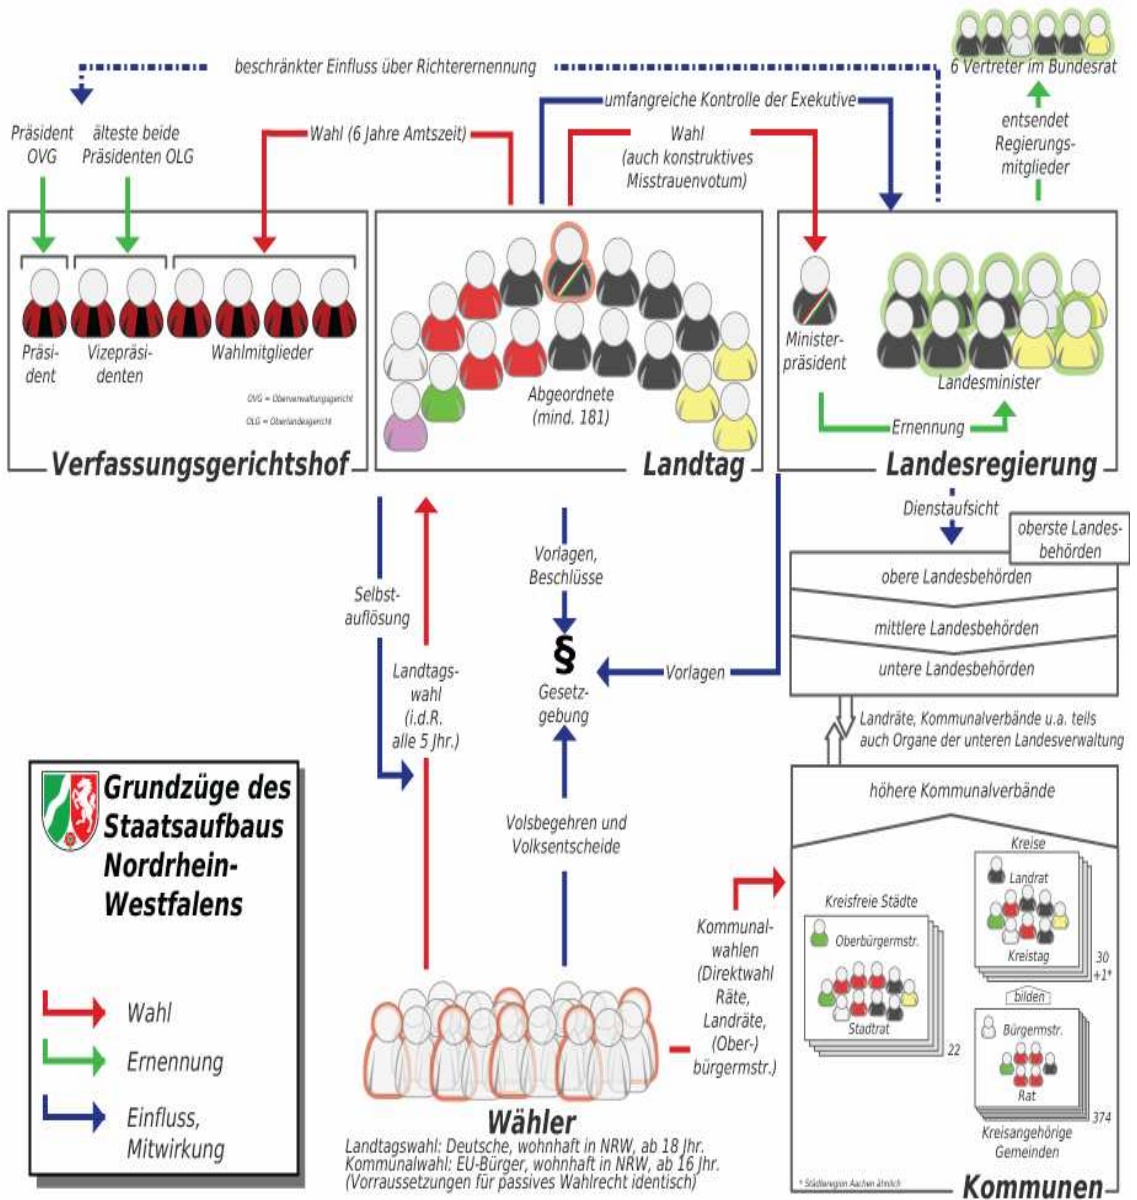 6 Vertreter im Bundesrat
beschränkter Einfluss über Richterernennung
umfangreiche Kontrolle der Exekutive
entsendet
Regierungs-
mitglieder
Präsident
OVG
älteste beide
Präsidenten OLG
Wahl (6 Jahre Amtszeit)
Wahl
(auch konstruktives
Misstrauenvotum)
Präsi-
dent
Vizepräsi-
denten
Wahlmitglieder
OVG = Oberverwaltungsgericht
OLG = Oberlandesgericht
Verfassungsgerichtshof
Abgeordnete
(mind. 181)
Landtag
Minister-
präsident
Landesminister
Ernennung
Landesregierung
Dienstaufsicht
oberste Landes-
behörden
obere Landesbehörden
mittlere Landesbehörden
untere Landesbehörden
Selbst-
auflösung
Landtags-
wahl
(i.d.R.
alle 5 Jhr.)
Vorlagen,
Beschlüsse
§
Gesetz-
gebung
Vorlagen
Landräte, Kommunalverbände u.a. teils
auch Organe der unteren Landesverwaltung
Volsbegehren und
Volksentscheide
Grundzüge des
Staatsaufbaus
Nordrhein-
Westfalens
Wahl
Ernennung
Einfluss,
Mitwirkung
Kommunal-
wahlen
(Direktwahl
Räte,
Landräte,
(Ober-)
bürgermstr.)
höhere Kommunalverbände
Kreisfreie Städte
Oberbürgermstr.
Stadtrat
22
Kreise
Landrat
Kreistag
30
+1*
bilden
Bürgermstr.
Rat
374
Kreisangehörige
Gemeinden
* Städteregion Aachen ähnlich
Kommunen
Wähler
Landtagswahl: Deutsche, wohnhaft in NRW, ab 18 Jhr.
Kommunalwahl: EU-Bürger, wohnhaft in NRW, ab 16 Jhr.
(Vorraussetzungen für passives Wahlrecht identisch)